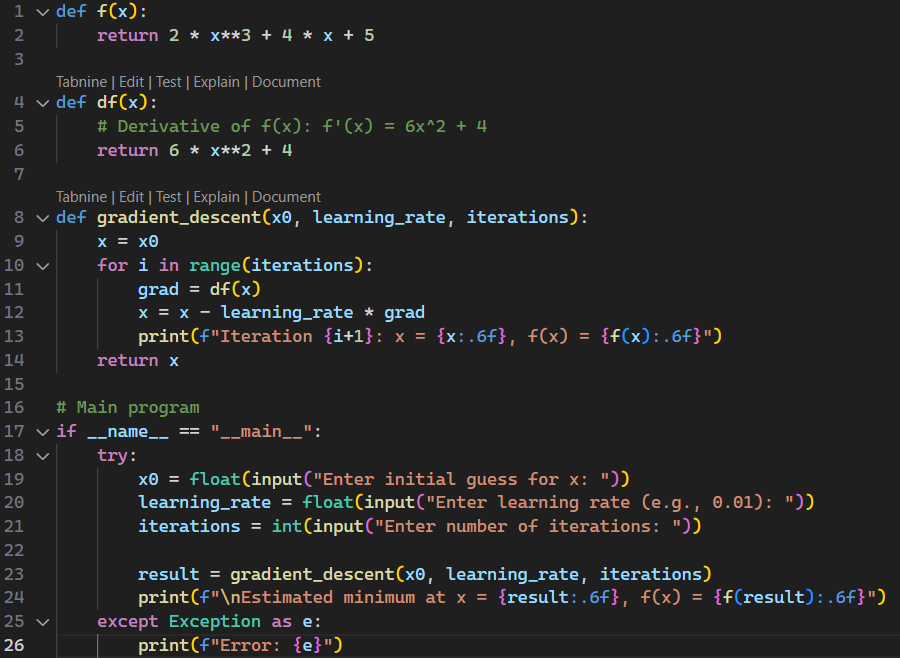 1 def f(x):
2     return 2 * x**3 + 4 * x + 5
3
Tabnine | Edit | Test | Explain | Document
4 def df(x):
5     # Derivative of f(x): f'(x) = 6x^2 + 4
6     return 6 * x**2 + 4
7
Tabnine | Edit | Test | Explain | Document
8 def gradient_descent(x0, learning_rate, iterations):
9     x = x0
10     for i in range(iterations):
11         grad = df(x)
12         x = x - learning_rate * grad
13         print(f"Iteration {i+1}: x = {x:.6f}, f(x) = {f(x):.6f}")
14     return x
15
16 # Main program
17 if __name__ == "__main__":
18     try:
19         x0 = float(input("Enter initial guess for x: "))
20         learning_rate = float(input("Enter learning rate (e.g., 0.01): "))
21         iterations = int(input("Enter number of iterations: "))
22
23         result = gradient_descent(x0, learning_rate, iterations)
24         print(f"\nEstimated minimum at x = {result:.6f}, f(x) = {f(result):.6f}")
25     except Exception as e:
26         print(f"Error: {e}")